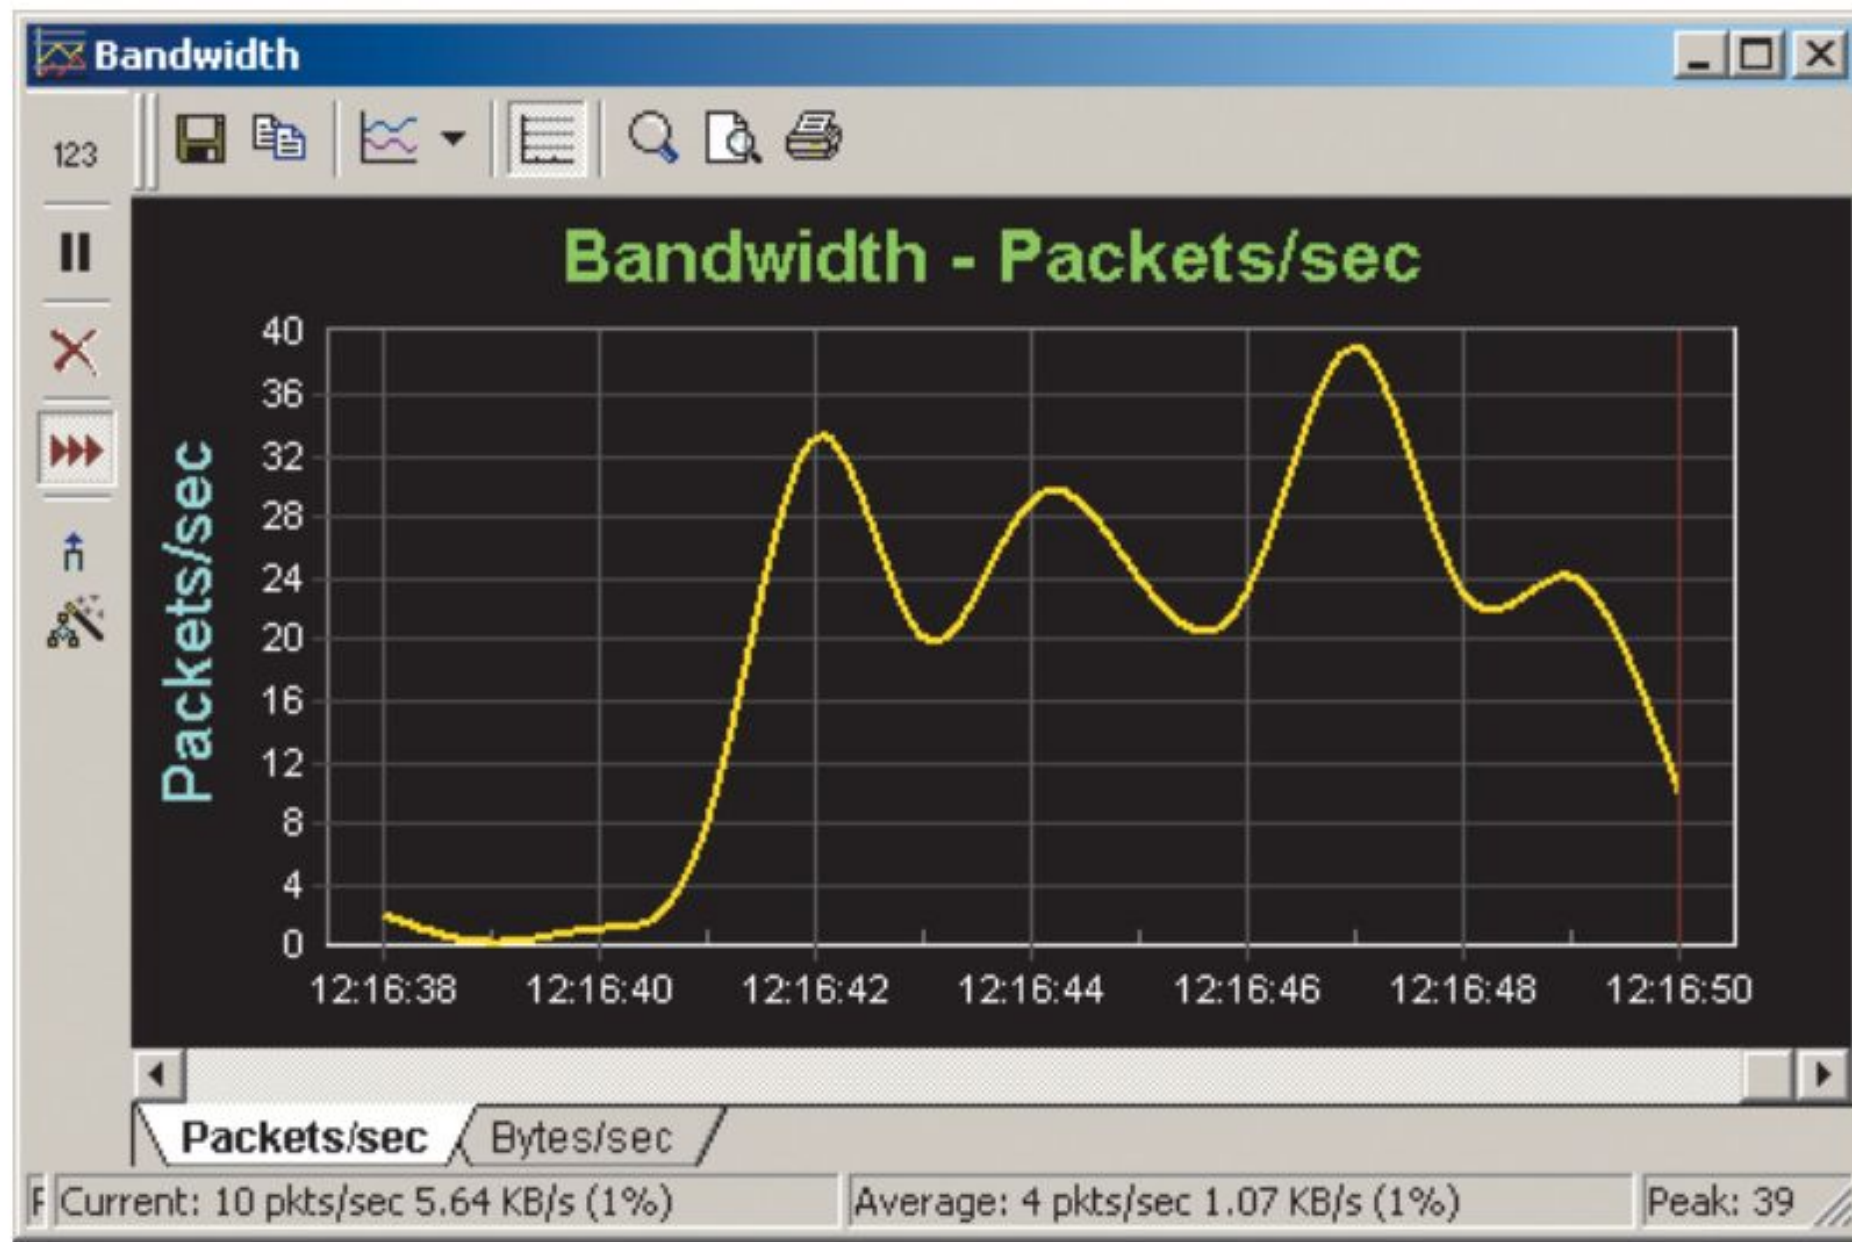 Bandwidth
123
Bandwidth - Packets/sec
Packets/sec
40
36
32
28
24
20
16
12
8
4
0
12:16:38 12:16:40 12:16:42 12:16:44 12:16:46 12:16:48 12:16:50
Packets/sec Bytes/sec
Current: 10 pkts/sec 5.64 KB/s (1%) Average: 4 pkts/sec 1.07 KB/s (1%) Peak: 39